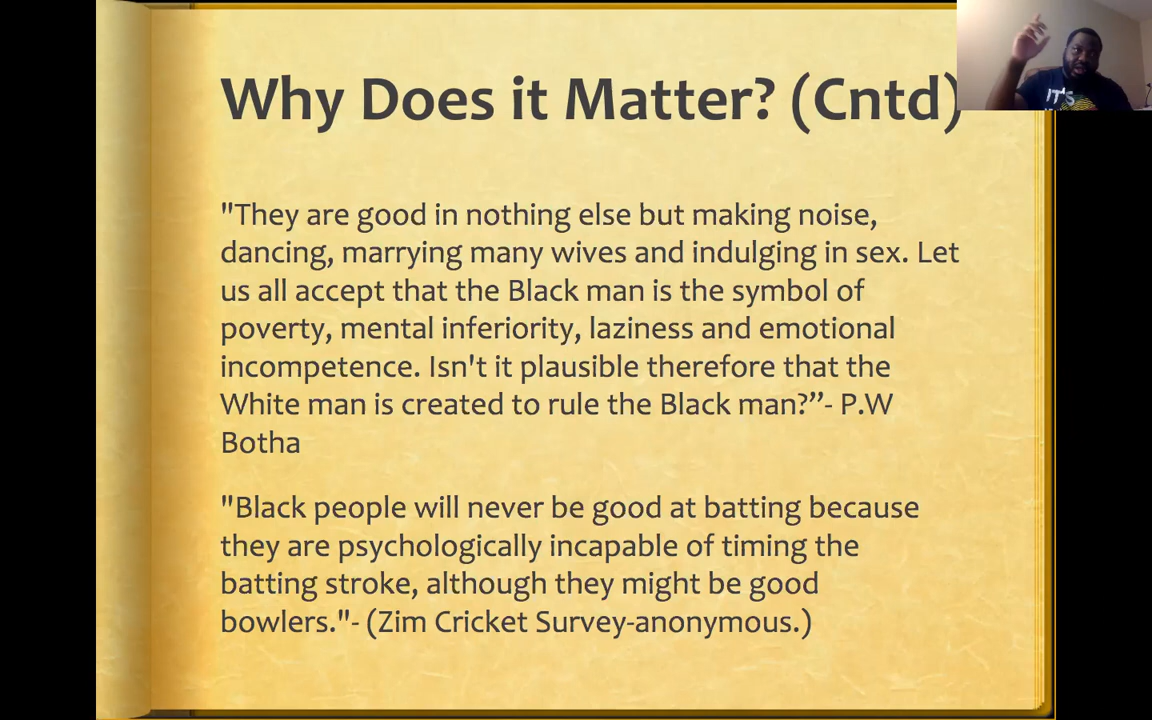 Why Does it Matter? (Cntd)
"They are good in nothing else but making noise,
dancing, marrying many wives and indulging in sex. Let
us all accept that the Black man is the symbol of
poverty, mental inferiority, laziness and emotional
incompetence. Isn't it plausible therefore that the
White man is created to rule the Black man?”- P.W
Botha
"Black people will never be good at batting because
they are psychologically incapable of timing the
batting stroke, although they might be good
bowlers."- (Zim Cricket Survey-anonymous.)
IT'S